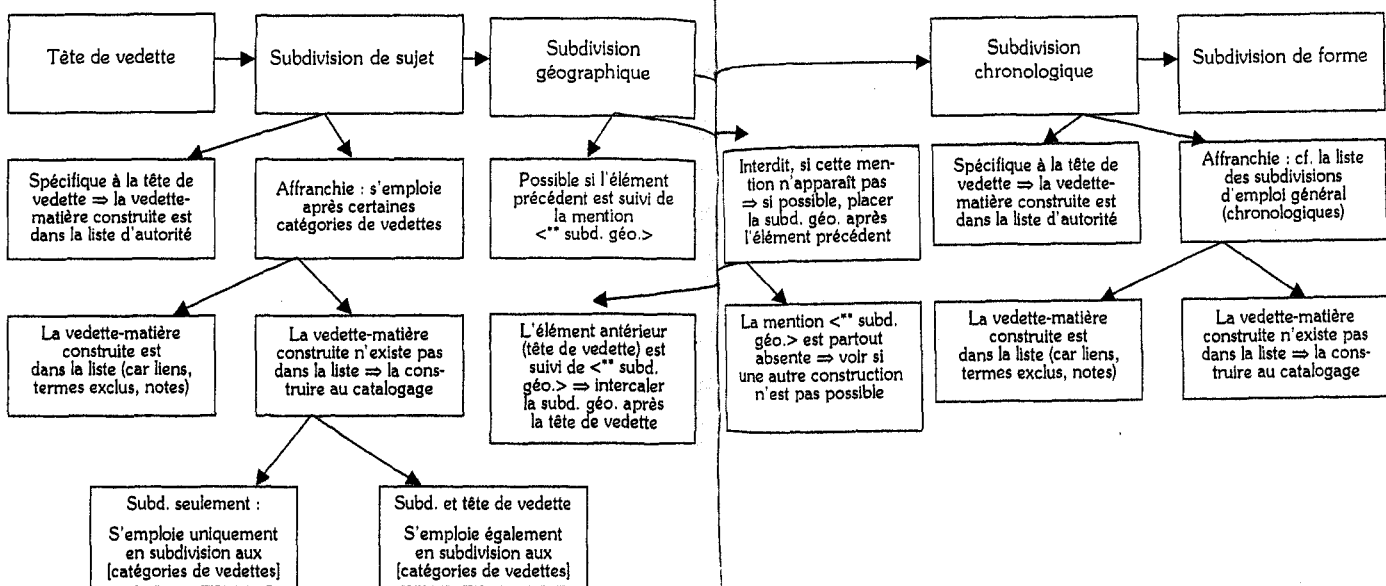 Tête de vedette
Subdivision de sujet
Subdivision
géographique
Subdivision
chronologique
Subdivision de forme
Spécifique à la tête de
vedette ⇒ la vedette-
matière construite est
dans la liste d'autorité
Affranchie : s'emploie
après certaines
catégories de vedettes
Possible si l'élément
précédent est suivi de
la mention
<** subd. géo.>
Interdit, si cette men-
tion n'apparaît pas
⇒ si possible, placer
la subd. géo. après
l'élément précédent
Spécifique à la tête de
vedette ⇒ la vedette-
matière construite est
dans la liste d'autorité
Affranchie : cf. la liste
des subdivisions
d'emploi général
(chronologiques)
La vedette-matière
construite est
dans la liste (car liens,
termes exclus, notes)
La vedette-matière
construite n'existe pas
dans la liste ⇒ la cons-
truire au catalogage
L'élément antérieur
(tête de vedette) est
suivi de <** subd.
géo.> ⇒ intercaler
la subd. géo. après
la tête de vedette
La mention <** subd.
géo.> est partout
absente ⇒ voir si
une autre construction
n'est pas possible
La vedette-matière
construite est
dans la liste (car liens,
termes exclus, notes)
La vedette-matière
construite n'existe pas
dans la liste ⇒ la cons-
truire au catalogage
Subd. seulement :
S'emploie uniquement
en subdivision aux
[catégories de vedettes]
Subd. et tête de vedette
S'emploie également
en subdivision aux
[catégories de vedettes]